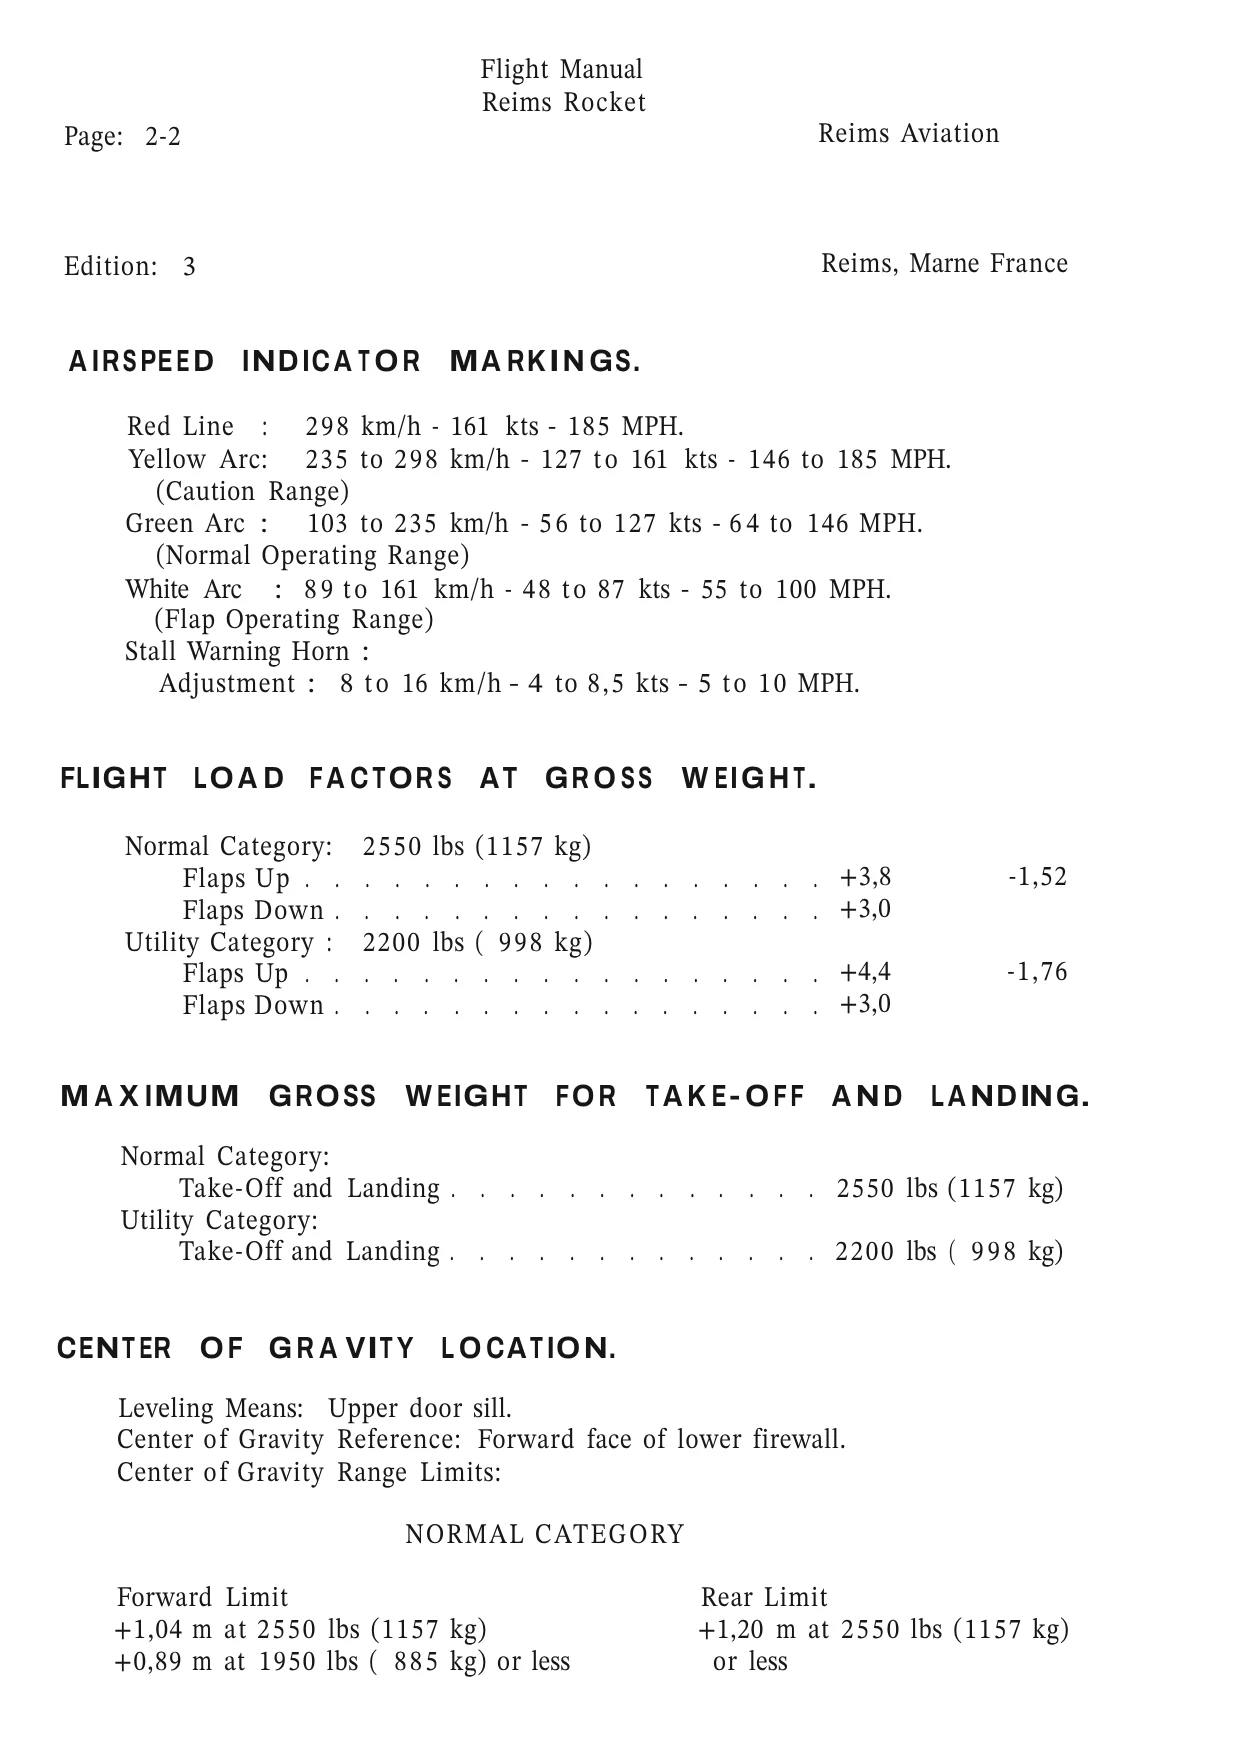 Flight Manual
Reims Rocket
Page: 2-2 Reims Aviation
Edition: 3 Reims, Marne France
AIRSPEED INDICATOR MARKINGS.
Red Line : 298 km/h - 161 kts - 185 MPH.
Yellow Arc: 235 to 298 km/h - 127 to 161 kts - 146 to 185 MPH.
(Caution Range)
Green Arc : 103 to 235 km/h - 56 to 127 kts - 64 to 146 MPH.
(Normal Operating Range)
White Arc : 89 to 161 km/h - 48 to 87 kts - 55 to 100 MPH.
(Flap Operating Range)
Stall Warning Horn :
Adjustment : 8 to 16 km/h - 4 to 8,5 kts - 5 to 10 MPH.
FLIGHT LOAD FACTORS AT GROSS WEIGHT.
Normal Category: 2550 lbs (1157 kg)
Flaps Up . . . . . . . . . . . . . . . . . . +3,8 -1,52
Flaps Down . . . . . . . . . . . . . . . . . +3,0
Utility Category : 2200 lbs ( 998 kg)
Flaps Up . . . . . . . . . . . . . . . . . . +4,4 -1,76
Flaps Down . . . . . . . . . . . . . . . . . +3,0
MAXIMUM GROSS WEIGHT FOR TAKE-OFF AND LANDING.
Normal Category:
Take-Off and Landing . . . . . . . . . . . . . 2550 lbs (1157 kg)
Utility Category:
Take-Off and Landing . . . . . . . . . . . . . 2200 lbs ( 998 kg)
CENTER OF GRAVITY LOCATION.
Leveling Means: Upper door sill.
Center of Gravity Reference: Forward face of lower firewall.
Center of Gravity Range Limits:
NORMAL CATEGORY
Forward Limit Rear Limit
+1,04 m at 2550 lbs (1157 kg) +1,20 m at 2550 lbs (1157 kg)
+0,89 m at 1950 lbs ( 885 kg) or less or less